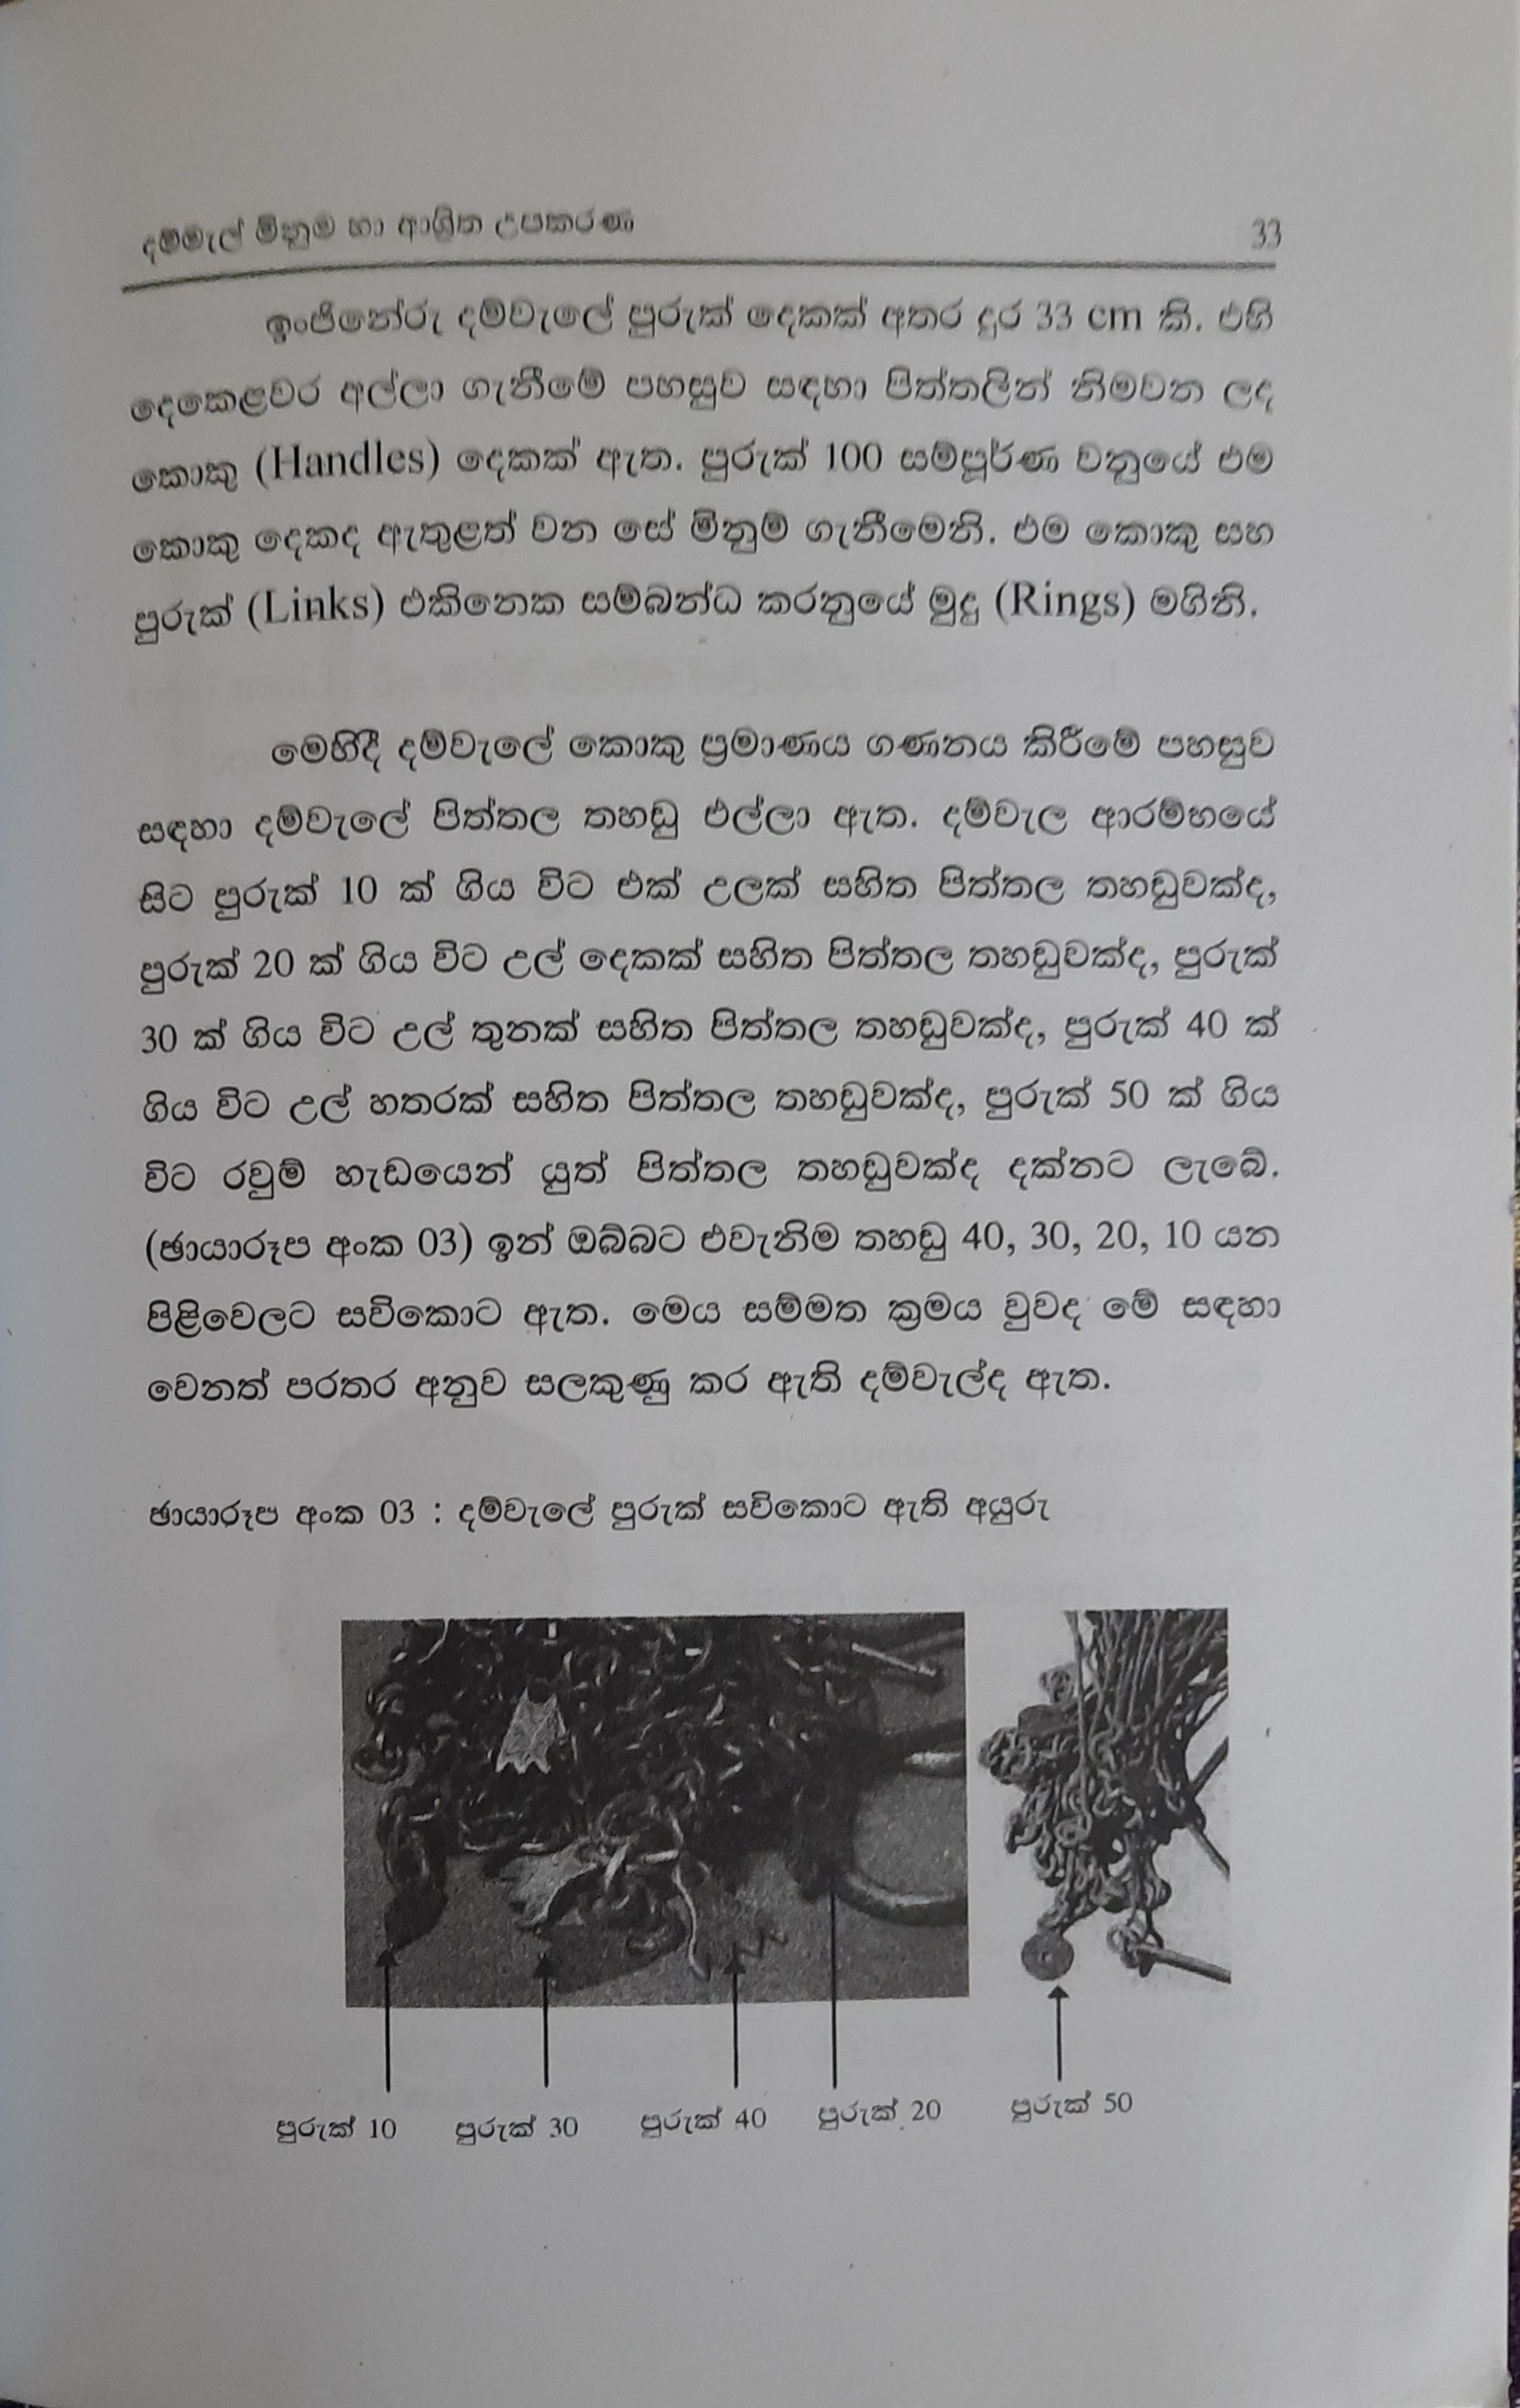 දම්මැල් මිනුම හා ආශ්‍රිත උපකරණ 33
ඉංජිනේරු දම්වැලේ පුරුක් දෙකක් අතර දුර 33 cm කි. එහි
දෙකෙළවර අල්ලා ගැනීමේ පහසුව සඳහා පිත්තලින් නිමවන ලද
කොකු (Handles) දෙකක් ඇත. පුරුක් 100 සම්පූර්ණ වනුයේ එම
කොකු දෙකද ඇතුළත් වන සේ මිනුම් ගැනීමෙනි. එම කොකු සහ
පුරුක් (Links) එකිනෙක සම්බන්ධ කරනුයේ මුදු (Rings) මගිනි.
මෙහිදී දම්වැලේ කොකු ප්‍රමාණය ගණනය කිරීමේ පහසුව
සඳහා දම්වැලේ පිත්තල තහඩු එල්ලා ඇත. දම්වැල ආරම්භයේ
සිට පුරුක් 10 ක් ගිය විට එක් උලක් සහිත පිත්තල තහඩුවක්ද,
පුරුක් 20 ක් ගිය විට උල් දෙකක් සහිත පිත්තල තහඩුවක්ද, පුරුක්
30 ක් ගිය විට උල් තුනක් සහිත පිත්තල තහඩුවක්ද, පුරුක් 40 ක්
ගිය විට උල් හතරක් සහිත පිත්තල තහඩුවක්ද, පුරුක් 50 ක් ගිය
විට රවුම් හැඩයෙන් යුත් පිත්තල තහඩුවක්ද දක්නට ලැබේ.
(ඡායාරූප අංක 03) ඉන් ඔබ්බට එවැනිම තහඩු 40, 30, 20, 10 යන
පිළිවෙලට සවිකොට ඇත. මෙය සම්මත ක්‍රමය වුවද මේ සඳහා
වෙනත් පරතර අනුව සලකුණු කර ඇති දම්වැල්ද ඇත.
ඡායාරූප අංක 03 : දම්වැලේ පුරුක් සවිකොට ඇති අයුරු
පුරුක් 10 පුරුක් 30 පුරුක් 40 පුරුක් 20 පුරුක් 50